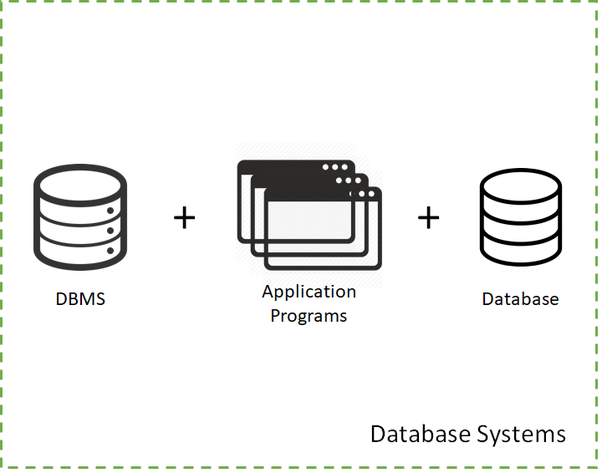 DBMS
+
Application
Programs
+
Database
Database Systems